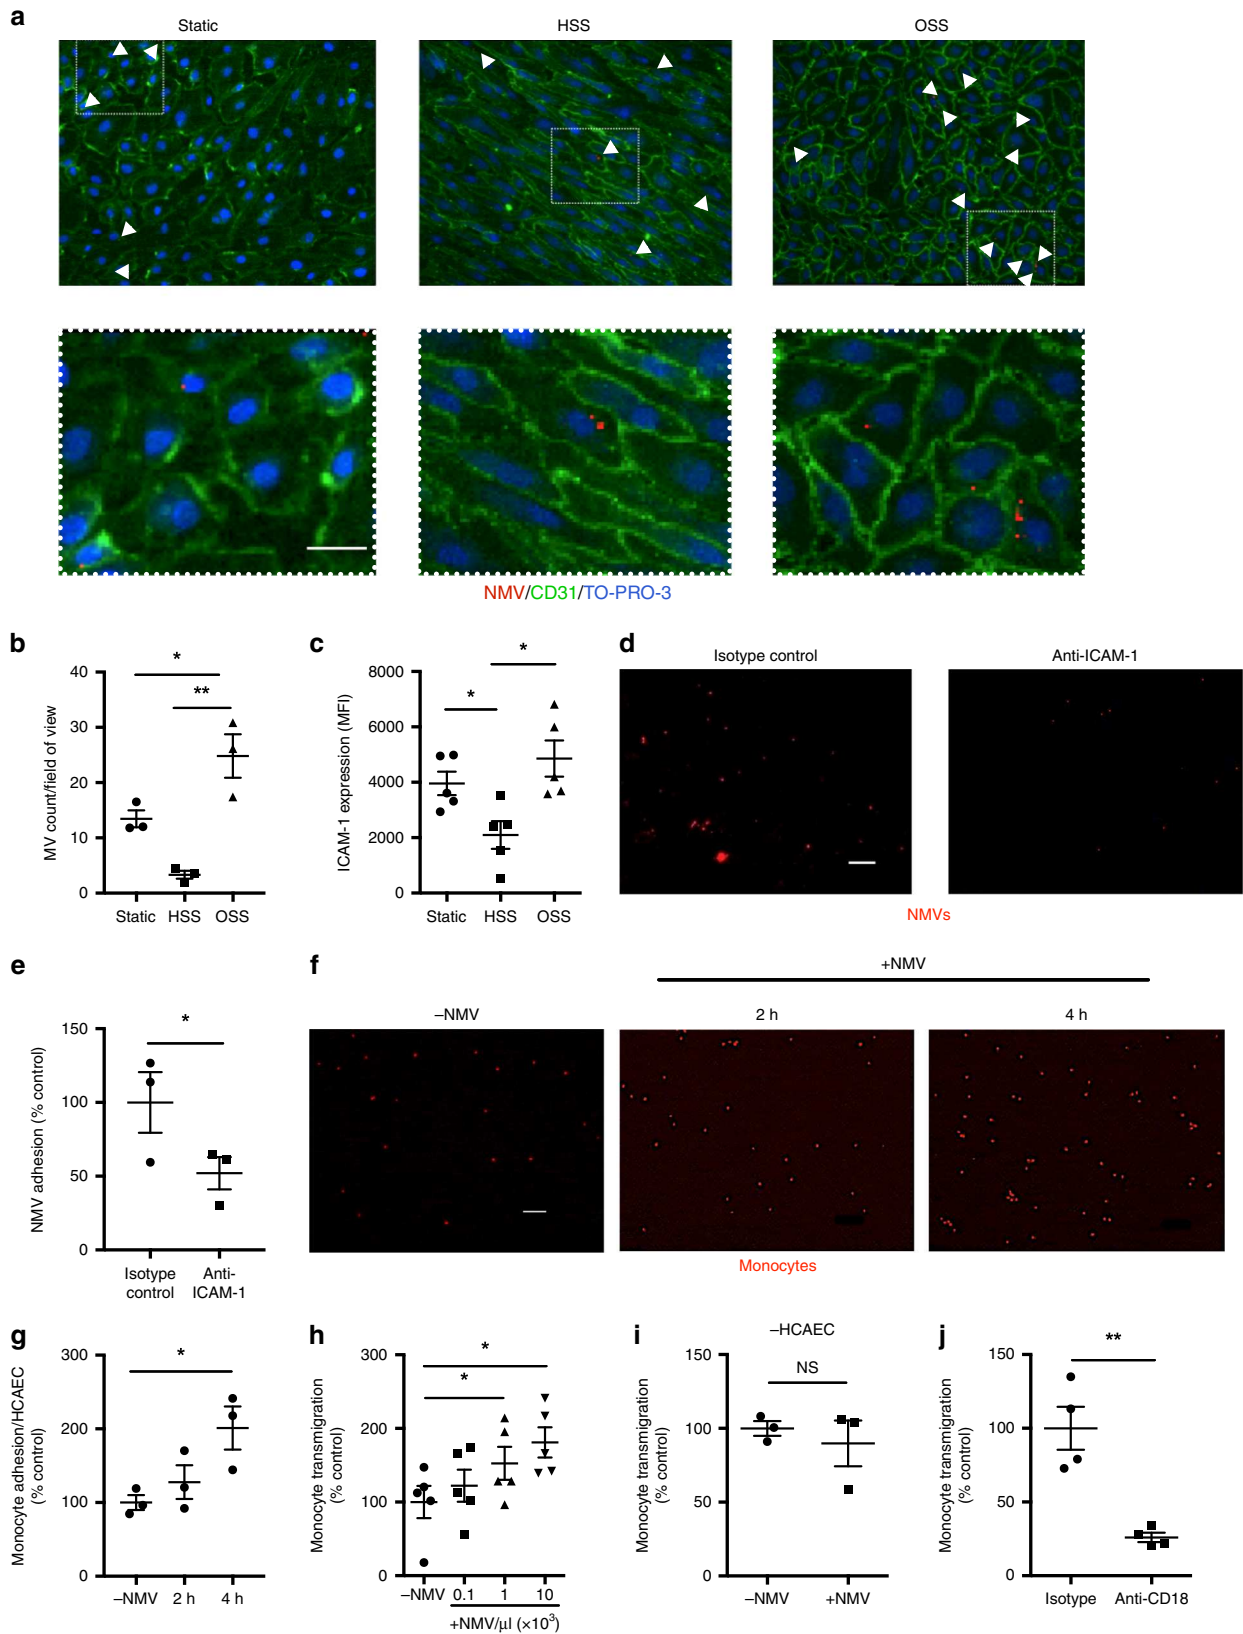 a
Static
HSS
OSS
NMV/CD31/TO-PRO-3
b
MV count/field of view
40
30
20
10
0
*
**
Static
HSS
OSS
c
ICAM-1 expression (MFI)
8000
6000
4000
2000
0
*
*
Static
HSS
OSS
d
Isotype control
Anti-ICAM-1
NMVs
e
NMV adhesion (% control)
150
100
50
0
*
Isotype
control
Anti-
ICAM-1
f
+NMV
–NMV
2 h
4 h
Monocytes
g
Monocyte adhesion/HCAEC
(% control)
300
200
100
0
*
–NMV
2 h
4 h
h
Monocyte transmigration
(% control)
300
200
100
0
*
*
–NMV
0.1
1
10
+NMV/µl (×10³)
i
–HCAEC
Monocyte transmigration
(% control)
150
100
50
0
NS
–NMV
+NMV
j
Monocyte transmigration
(% control)
150
100
50
0
**
Isotype
Anti-CD18